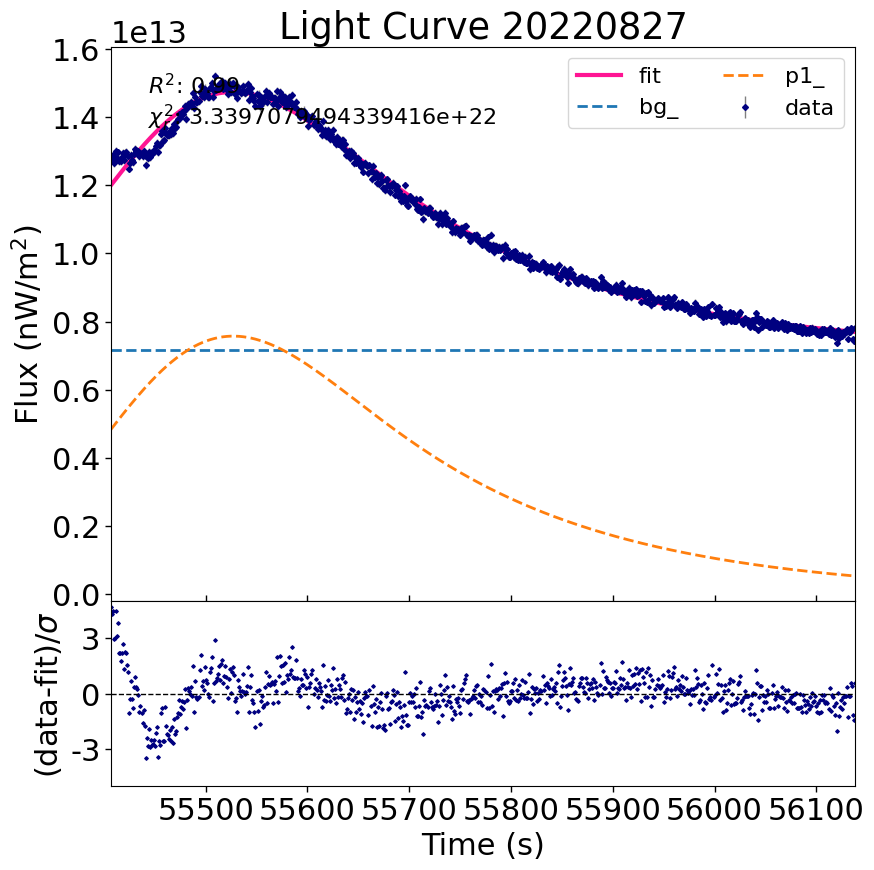 Light Curve 20220827
1e13
R²: 0.99
χ²: 3.3397079494339416e+22
fit
bg_
p1_
data
1.6
1.4
1.2
1.0
0.8
0.6
0.4
0.2
0.0
Flux (nW/m²)
3
0
-3
(data-fit)/σ
55500 55600 55700 55800 55900 56000 56100
Time (s)